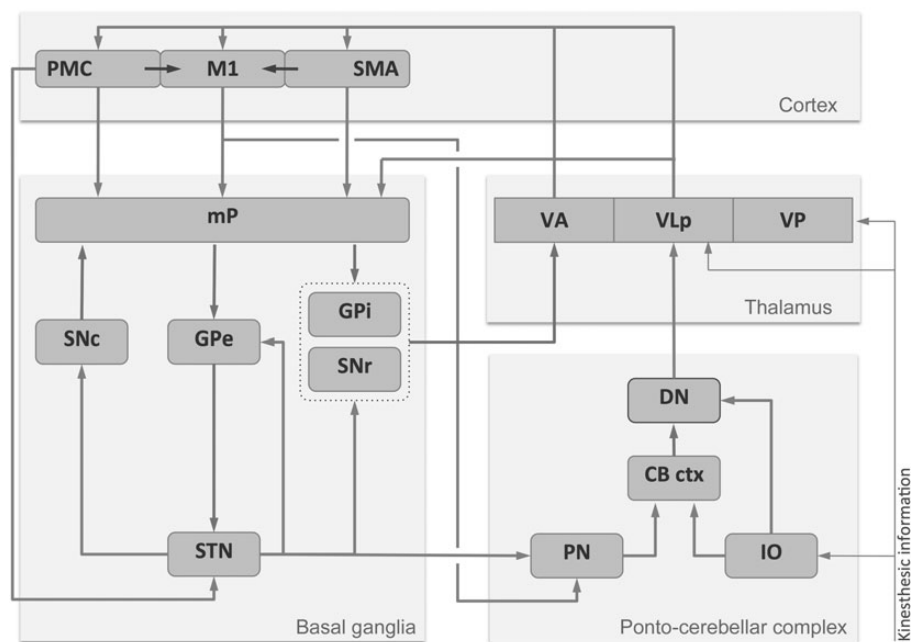 PMC M1 SMA
Cortex
mP
VA VLp VP
GPi
Thalamus
SNc GPe
SNr
DN
CB ctx
STN PN IO
Basal ganglia Ponto-cerebellar complex
Kinesthesic information